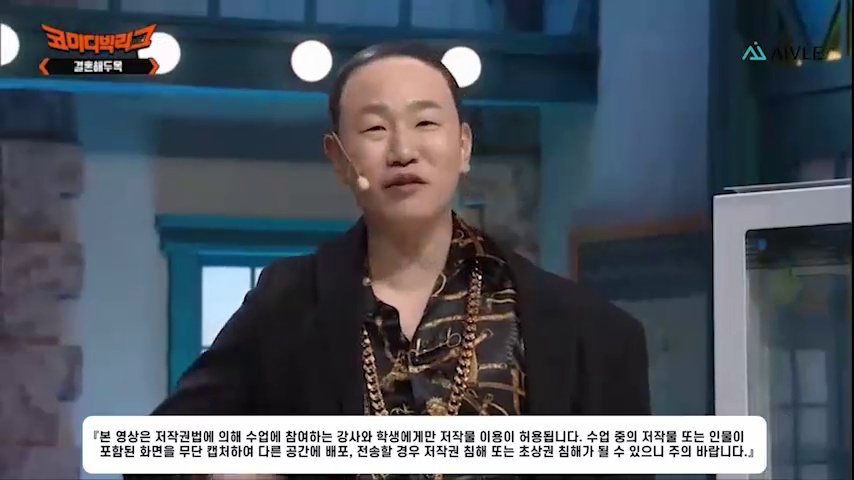 코미디빅리그
결혼해두목
AIVLE
『본 영상은 저작권법에 의해 수업에 참여하는 강사와 학생에게만 저작물 이용이 허용됩니다. 수업 중의 저작물 또는 인물이
포함된 화면을 무단 캡처하여 다른 공간에 배포, 전송할 경우 저작권 침해 또는 초상권 침해가 될 수 있으니 주의 바랍니다.』